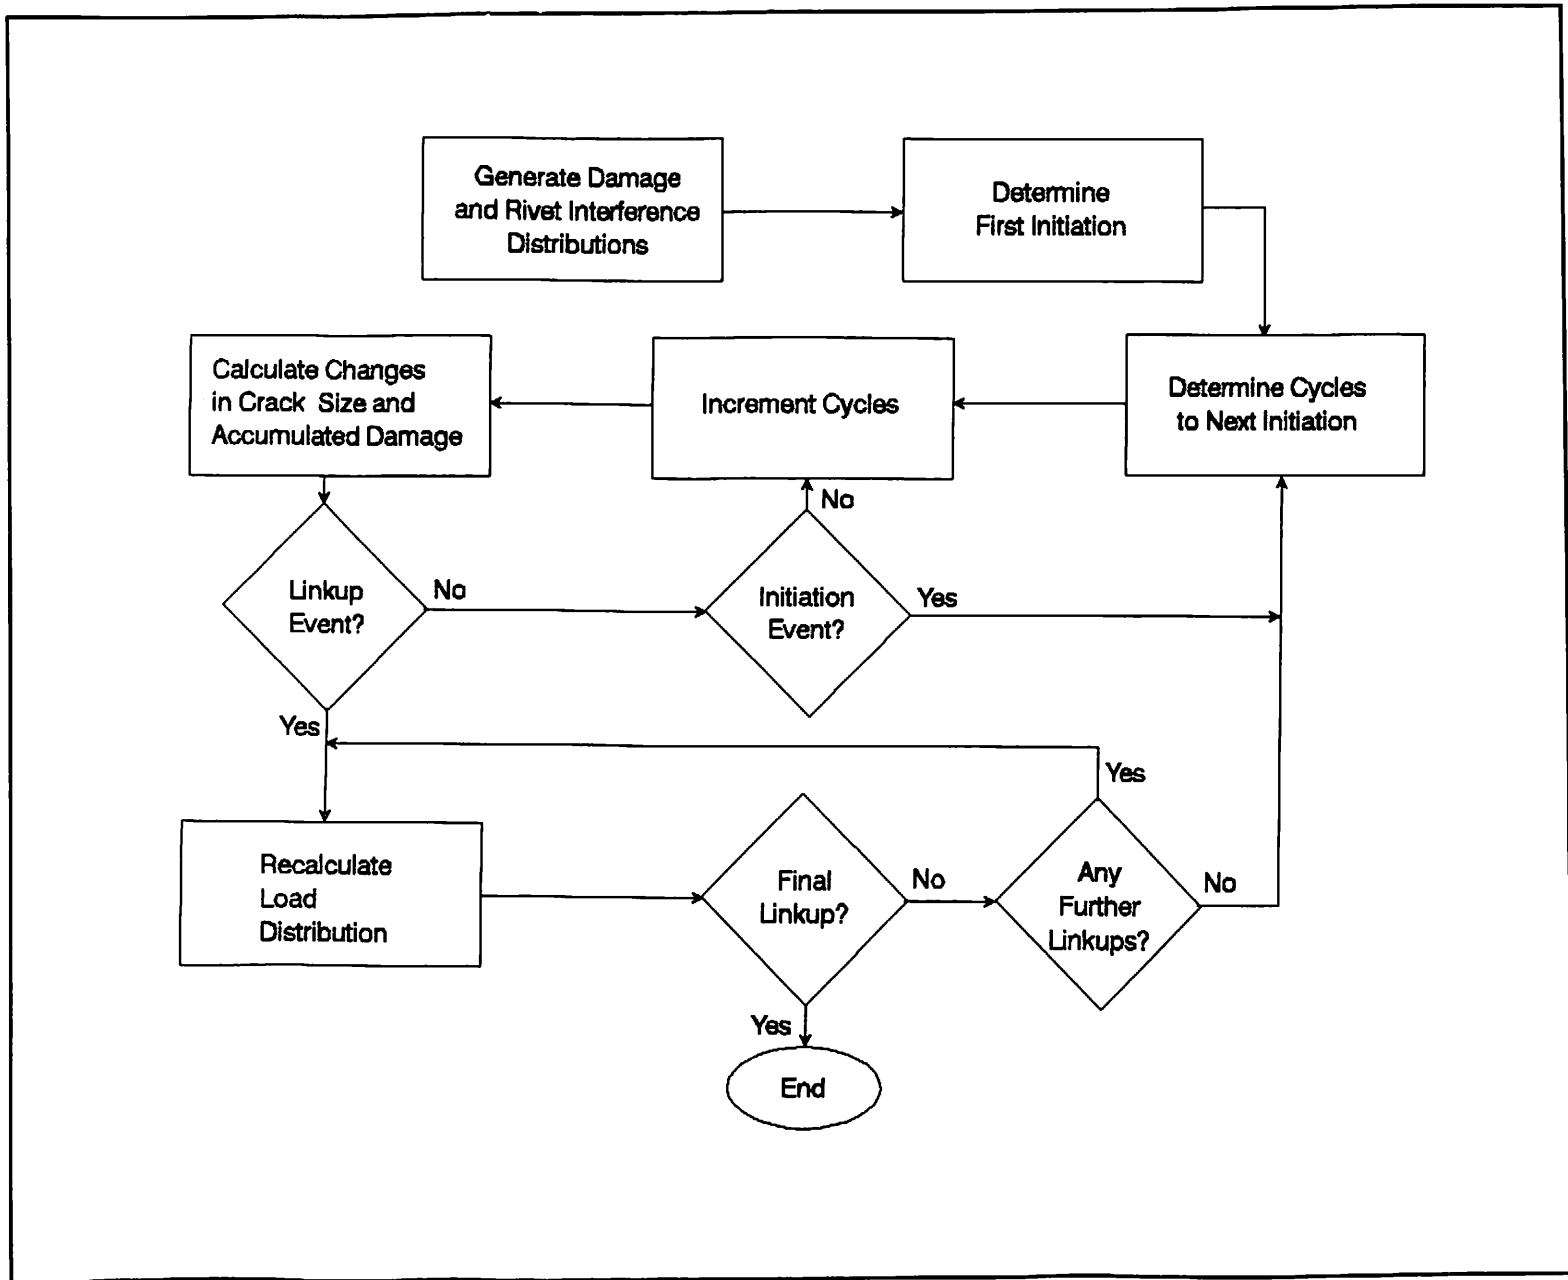 Generate Damage
and Rivet Interference
Distributions
Determine
First Initiation
Calculate Changes
in Crack Size and
Accumulated Damage
Increment Cycles
Determine Cycles
to Next Initiation
No
Linkup
Event?
No
Initiation
Event?
Yes
Yes
Yes
Recalculate
Load
Distribution
Final
Linkup?
No
Any
Further
Linkups?
No
Yes
End